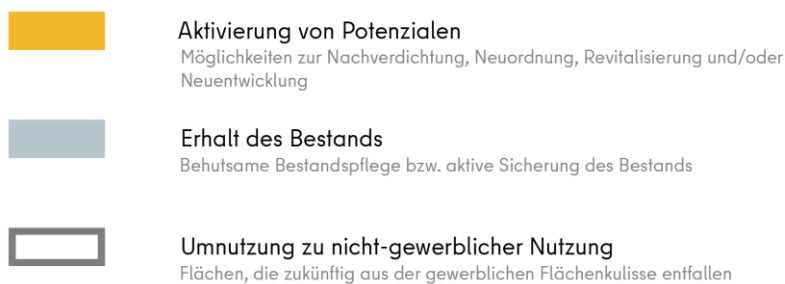 Aktivierung von Potenzialen
Möglichkeiten zur Nachverdichtung, Neuordnung, Revitalisierung und/oder
Neuentwicklung
Erhalt des Bestands
Behutsame Bestandspflege bzw. aktive Sicherung des Bestands
Umnutzung zu nicht-gewerblicher Nutzung
Flächen, die zukünftig aus der gewerblichen Flächenkulisse entfallen